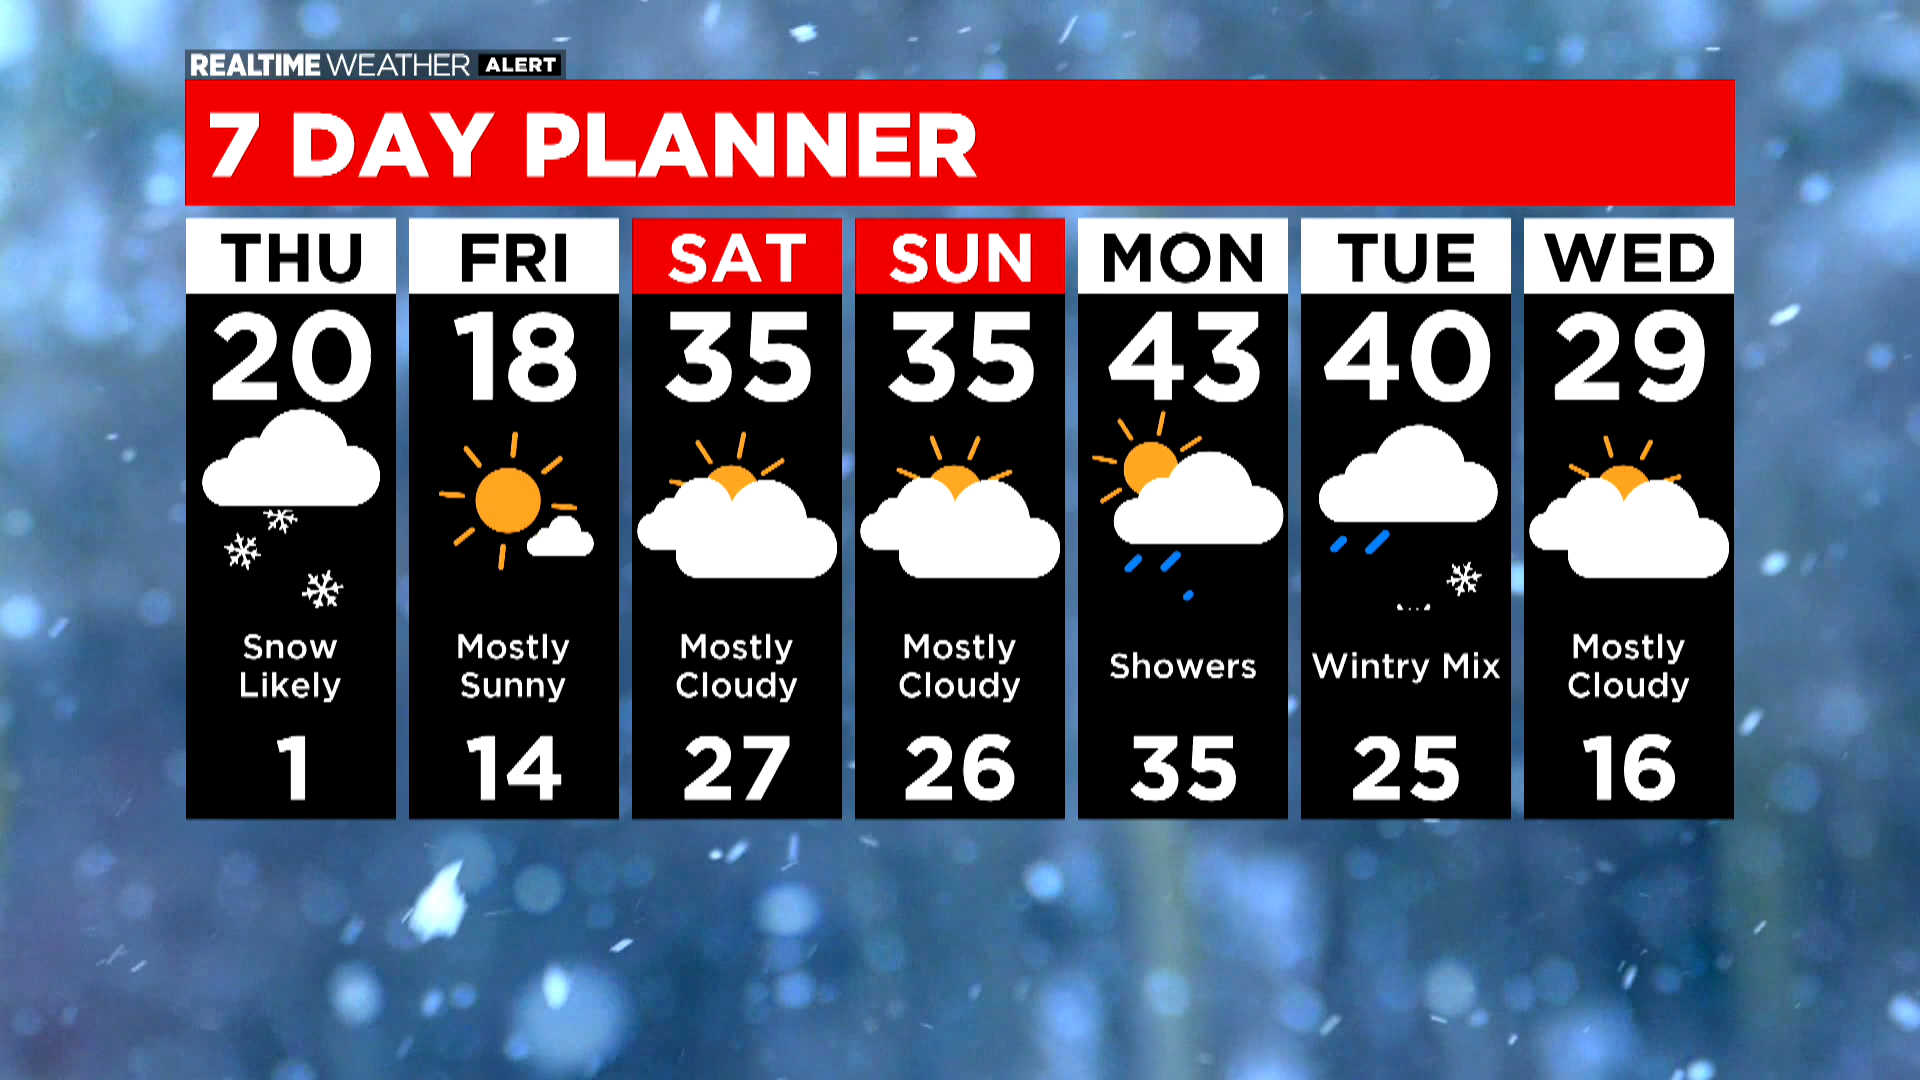 REALTIME WEATHER ALERT
7 DAY PLANNER
THU FRI SAT SUN MON TUE WED
20 18 35 35 43 40 29
Snow Likely
Mostly Sunny
Mostly Cloudy
Mostly Cloudy
Showers
Wintry Mix
Mostly Cloudy
1 14 27 26 35 25 16